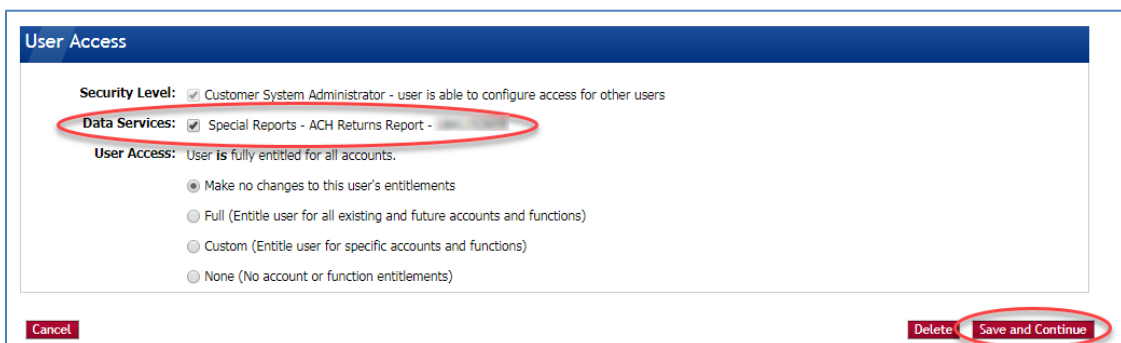 User Access
Security Level: Customer System Administrator - user is able to configure access for other users
Data Services: Special Reports - ACH Returns Report -
User Access: User is fully entitled for all accounts.
Make no changes to this user's entitlements
Full (Entitle user for all existing and future accounts and functions)
Custom (Entitle user for specific accounts and functions)
None (No account or function entitlements)
Cancel Delete Save and Continue